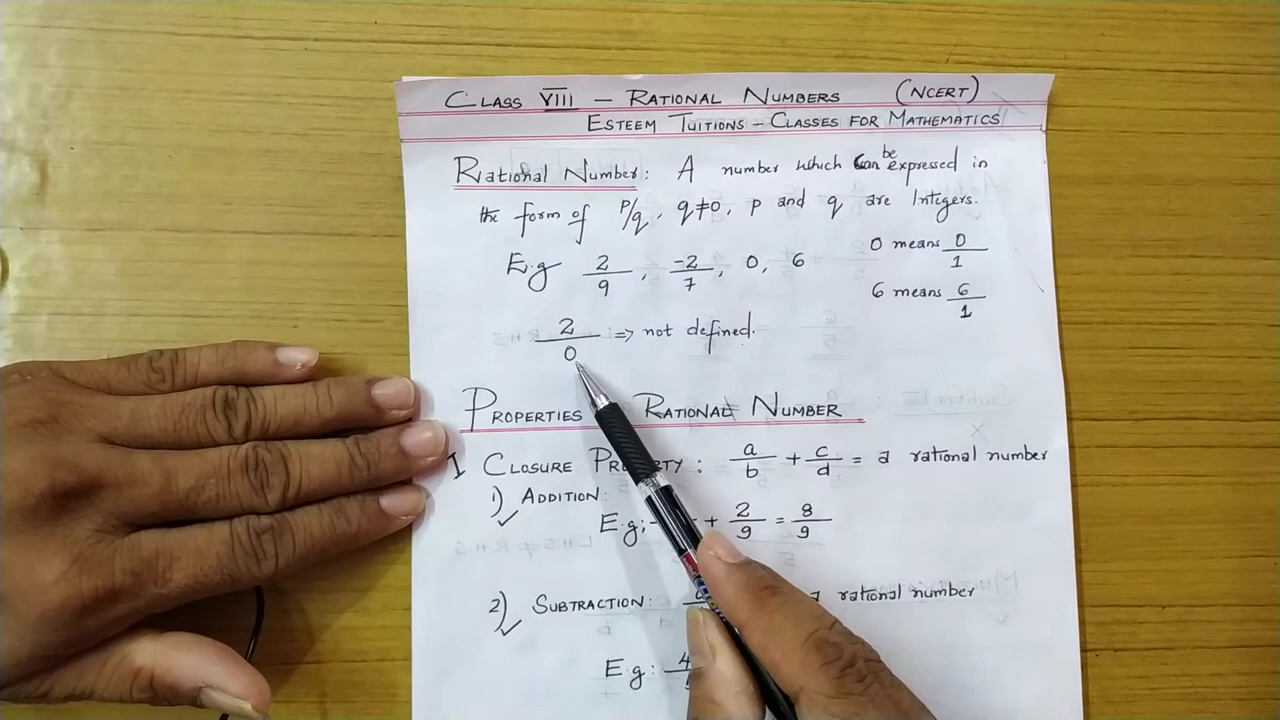 CLASS VIII – RATIONAL NUMBERS (NCERT)
ESTEEM TUITIONS – CLASSES FOR MATHEMATICS
Rational Number: A number which can be expressed in
the form of p/q, q≠0, p and q are Integers.
E.g 2/9, -2/7, 0, 6
0 means 0/1
6 means 6/1
2/0 => not defined.
PROPERTIES RATIONAL NUMBER
I CLOSURE PROPERTY: a/b + c/d = a rational number
1) ADDITION:
E.g; + 2/9 = 8/9
2) SUBTRACTION: a rational number
E.g: 4